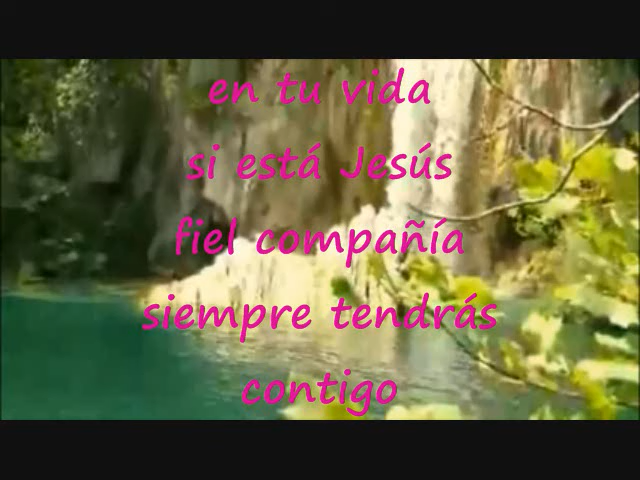 en tu vida
si está Jesús
fiel compañía
siempre tendrás
contigo